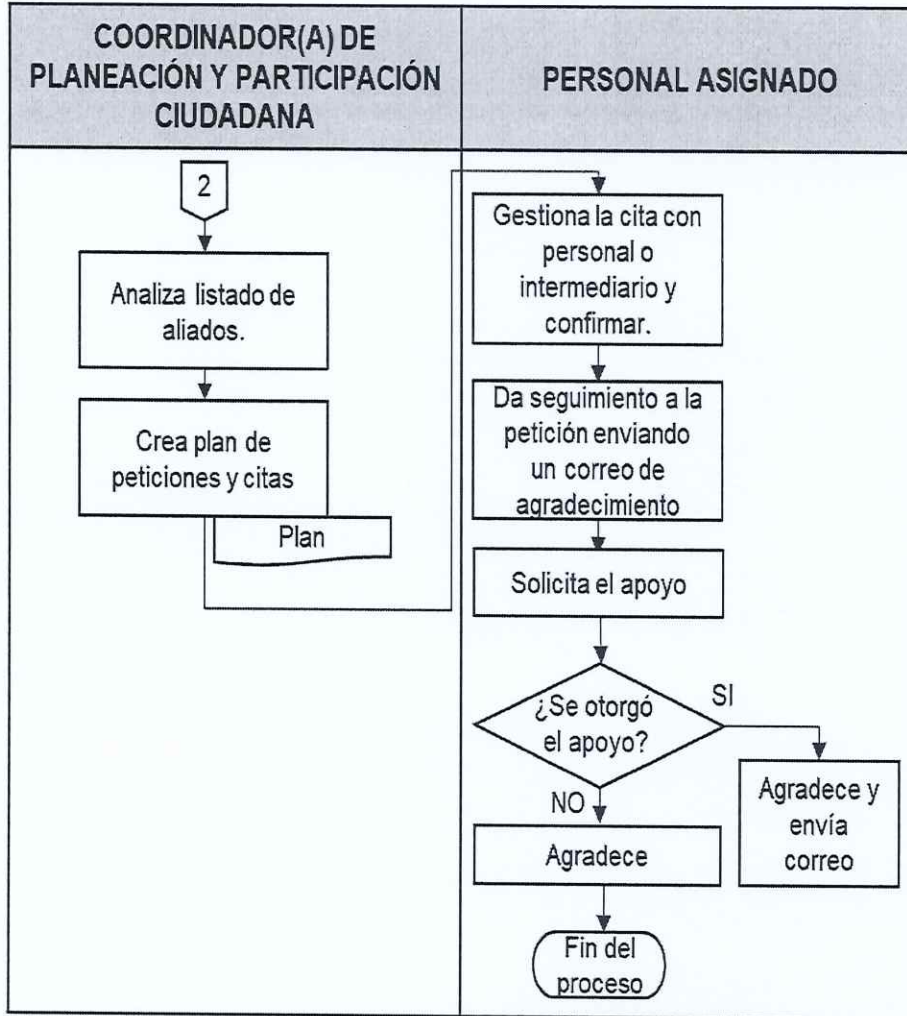 COORDINADOR(A) DE
PLANEACIÓN Y PARTICIPACIÓN
CIUDADANA
PERSONAL ASIGNADO
2
Analiza listado de
aliados.
Crea plan de
peticiones y citas
Plan
Gestiona la cita con
personal o
intermediario y
confirmar.
Da seguimiento a la
petición enviando
un correo de
agradecimiento
Solicita el apoyo
¿Se otorgó
el apoyo?
SI
NO
Agradece y
envía
correo
Agradece
Fin del
proceso